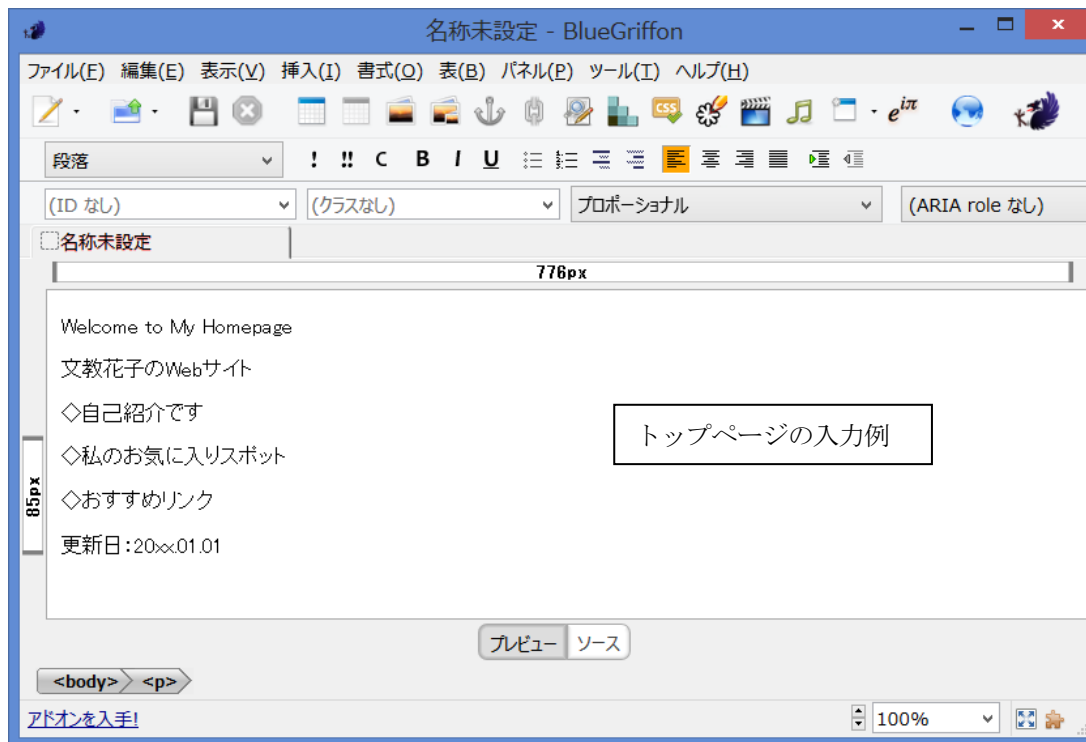 名称未設定 - BlueGriffon
ファイル(F) 編集(E) 表示(V) 挿入(I) 書式(O) 表(B) パネル(P) ツール(T) ヘルプ(H)
CSS e^iπ
段落 ! !! C B I U
(ID なし) (クラスなし) プロポーショナル (ARIA role なし)
名称未設定
776px
Welcome to My Homepage
文教花子のWebサイト
◇自己紹介です
トップページの入力例
◇私のお気に入りスポット
85px
◇おすすめリンク
更新日:20xx.01.01
プレビュー ソース
<body> <p>
アドオンを入手! 100%